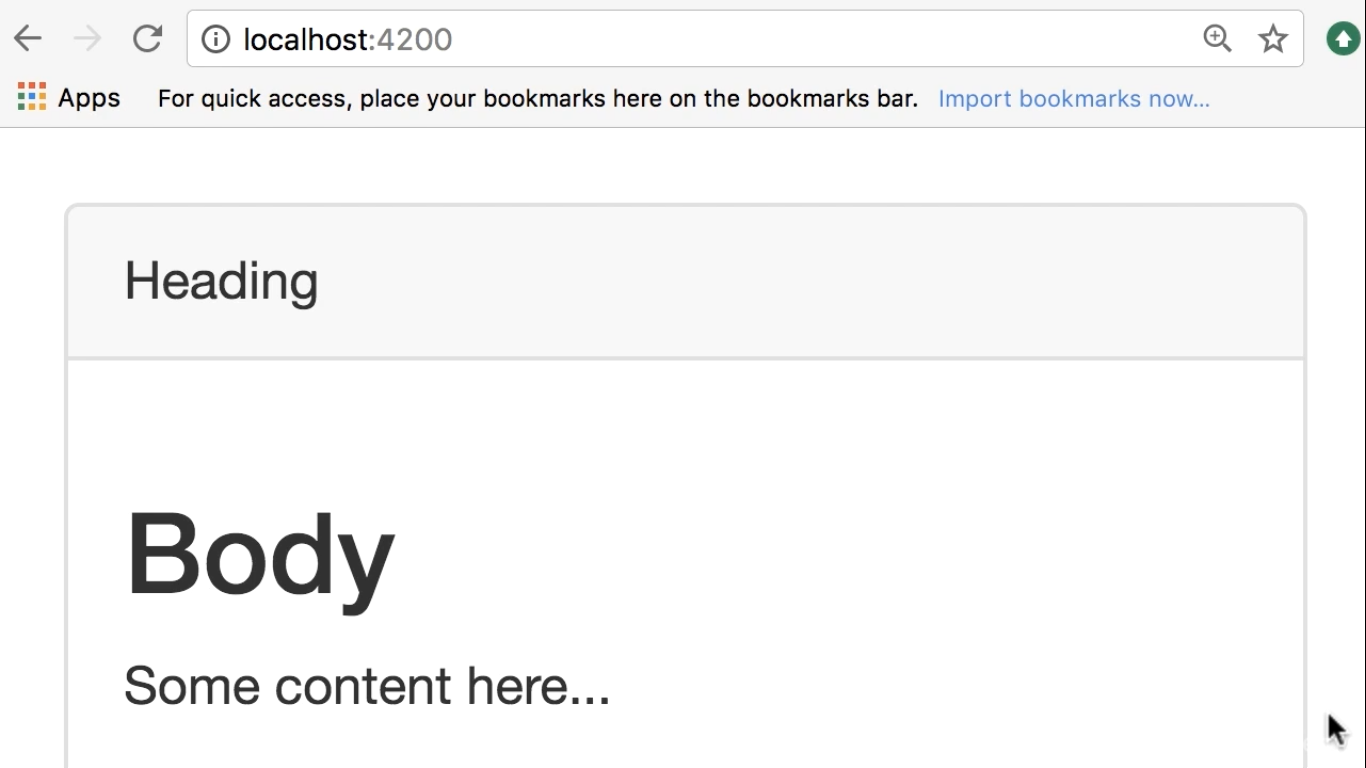 localhost:4200
Apps For quick access, place your bookmarks here on the bookmarks bar. Import bookmarks now...
Heading
Body
Some content here...